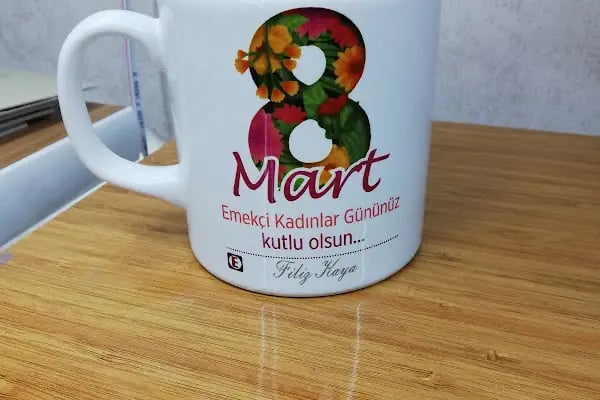 8
Mart
Emekçi Kadınlar Gününüz
kutlu olsun...
E
Filiz Kaya